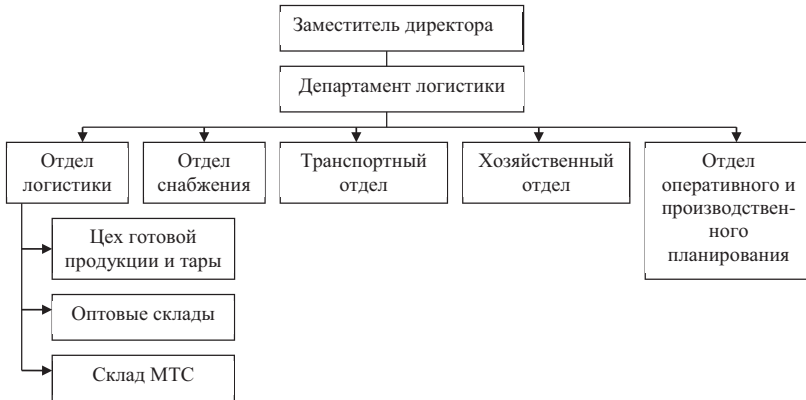 Заместитель директора
Департамент логистики
Отдел
логистики
Отдел
снабжения
Транспортный
отдел
Хозяйственный
отдел
Отдел
оперативного и
производствен-
ного
планирования
Цех готовой
продукции и тары
Оптовые склады
Склад МТС